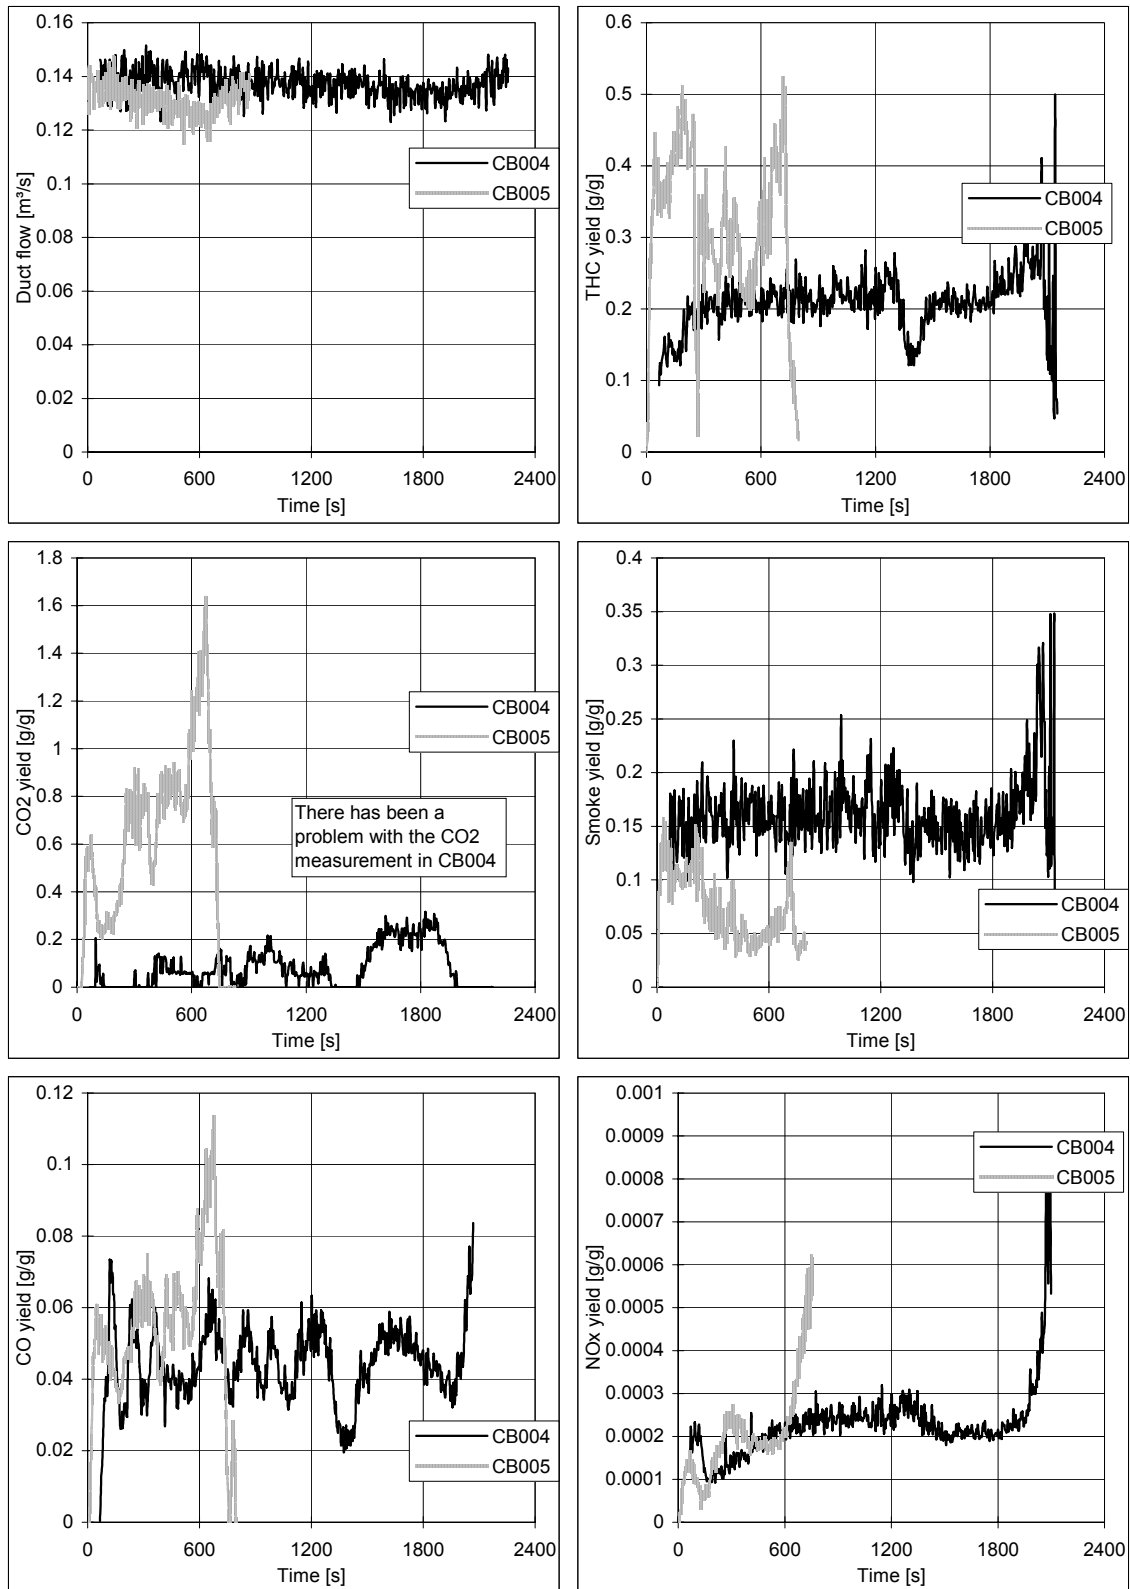 0.16
0.14
0.12
0.1
0.08
0.06
0.04
0.02
0
Duct flow [m³/s]
CB004
CB005
0 600 1200 1800 2400
Time [s]
0.6
0.5
0.4
0.3
0.2
0.1
0
THC yield [g/g]
CB004
CB005
0 600 1200 1800 2400
Time [s]
1.8
1.6
1.4
1.2
1
0.8
0.6
0.4
0.2
0
CO2 yield [g/g]
CB004
CB005
There has been a
problem with the CO2
measurement in CB004
0 600 1200 1800 2400
Time [s]
0.4
0.35
0.3
0.25
0.2
0.15
0.1
0.05
0
Smoke yield [g/g]
CB004
CB005
0 600 1200 1800 2400
Time [s]
0.12
0.1
0.08
0.06
0.04
0.02
0
CO yield [g/g]
CB004
CB005
0 600 1200 1800 2400
Time [s]
0.001
0.0009
0.0008
0.0007
0.0006
0.0005
0.0004
0.0003
0.0002
0.0001
0
NOx yield [g/g]
CB004
CB005
0 600 1200 1800 2400
Time [s]